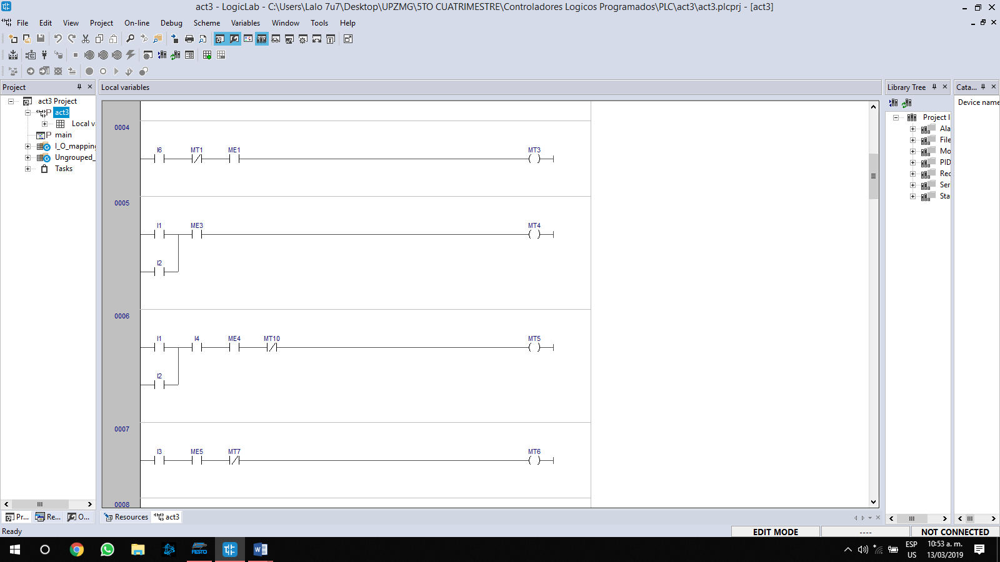 act3 - LogicLab - C:\Users\Lalo 7u7\Desktop\UPZMG\5TO CUATRIMESTRE\Controladores Logicos Programados\PLC\act3\act3.plcprj - [act3]
File Edit View Project On-line Debug Scheme Variables Window Tools Help
Project
Local variables
Library Tree
Cata...
act3 Project
act3
Local v
main
I_O_mapping
Ungrouped_
Tasks
Project l
Ala
File
Mo
PID
Rec
Ser
Sta
Device name
0004
I6 MT1 ME1 MT3
0005
I1 ME3 MT4
I2
0006
I1 I4 ME4 MT10 MT5
I2
0007
I3 ME5 MT7 MT6
0008
Pr... Re... O...
Resources act3
Ready
EDIT MODE
----
NOT CONNECTED
FESTO
ESP
US
10:53 a. m.
13/03/2019